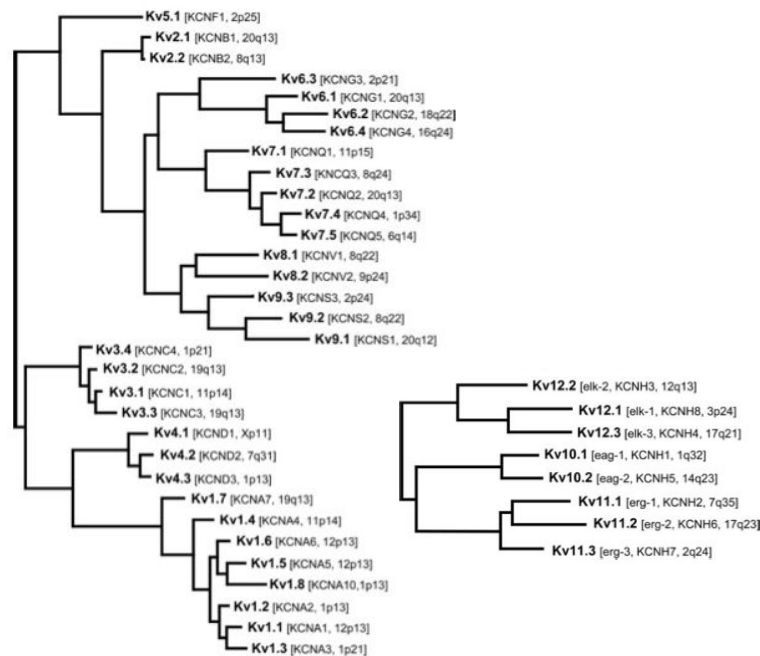 Kv5.1 [KCNF1, 2p25]
Kv2.1 [KCNB1, 20q13]
Kv2.2 [KCNB2, 8q13]
Kv6.3 [KCNG3, 2p21]
Kv6.1 [KCNG1, 20q13]
Kv6.2 [KCNG2, 18q22]
Kv6.4 [KCNG4, 16q24]
Kv7.1 [KCNQ1, 11p15]
Kv7.3 [KNCQ3, 8q24]
Kv7.2 [KCNQ2, 20q13]
Kv7.4 [KCNQ4, 1p34]
Kv7.5 [KCNQ5, 6q14]
Kv8.1 [KCNV1, 8q22]
Kv8.2 [KCNV2, 9p24]
Kv9.3 [KCNS3, 2p24]
Kv9.2 [KCNS2, 8q22]
Kv9.1 [KCNS1, 20q12]
Kv3.4 [KCNC4, 1p21]
Kv3.2 [KCNC2, 19q13]
Kv3.1 [KCNC1, 11p14]
Kv3.3 [KCNC3, 19q13]
Kv4.1 [KCND1, Xp11]
Kv4.2 [KCND2, 7q31]
Kv4.3 [KCND3, 1p13]
Kv1.7 [KCNA7, 19q13]
Kv1.4 [KCNA4, 11p14]
Kv1.6 [KCNA6, 12p13]
Kv1.5 [KCNA5, 12p13]
Kv1.8 [KCNA10,1p13]
Kv1.2 [KCNA2, 1p13]
Kv1.1 [KCNA1, 12p13]
Kv1.3 [KCNA3, 1p21]
Kv12.2 [elk-2, KCNH3, 12q13]
Kv12.1 [elk-1, KCNH8, 3p24]
Kv12.3 [elk-3, KCNH4, 17q21]
Kv10.1 [eag-1, KCNH1, 1q32]
Kv10.2 [eag-2, KCNH5, 14q23]
Kv11.1 [erg-1, KCNH2, 7q35]
Kv11.2 [erg-2, KCNH6, 17q23]
Kv11.3 [erg-3, KCNH7, 2q24]